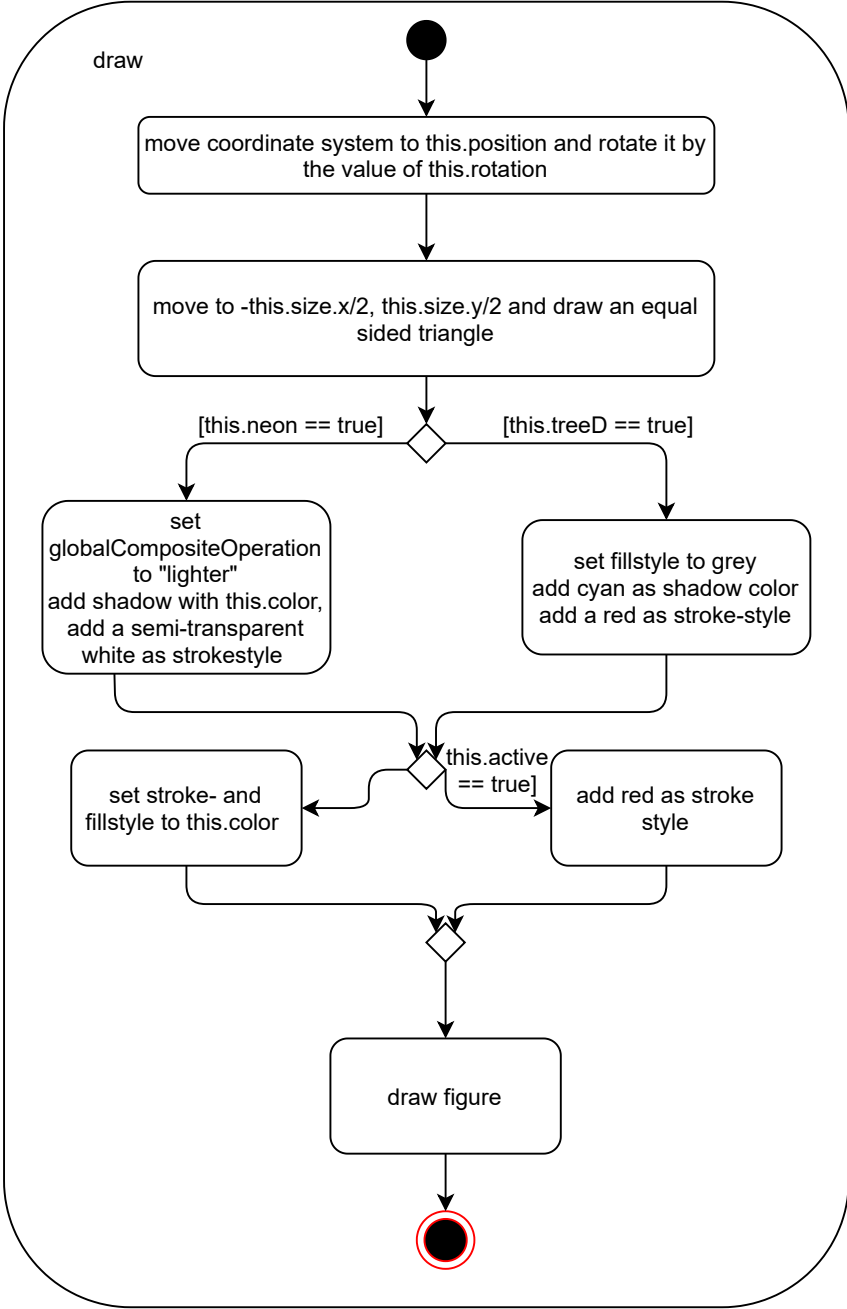 draw
move coordinate system to this.position and rotate it by
the value of this.rotation
move to -this.size.x/2, this.size.y/2 and draw an equal
sided triangle
[this.neon == true]
[this.treeD == true]
set
globalCompositeOperation
to "lighter"
add shadow with this.color,
add a semi-transparent
white as strokestyle
set fillstyle to grey
add cyan as shadow color
add a red as stroke-style
this.active
== true]
set stroke- and
fillstyle to this.color
add red as stroke
style
draw figure